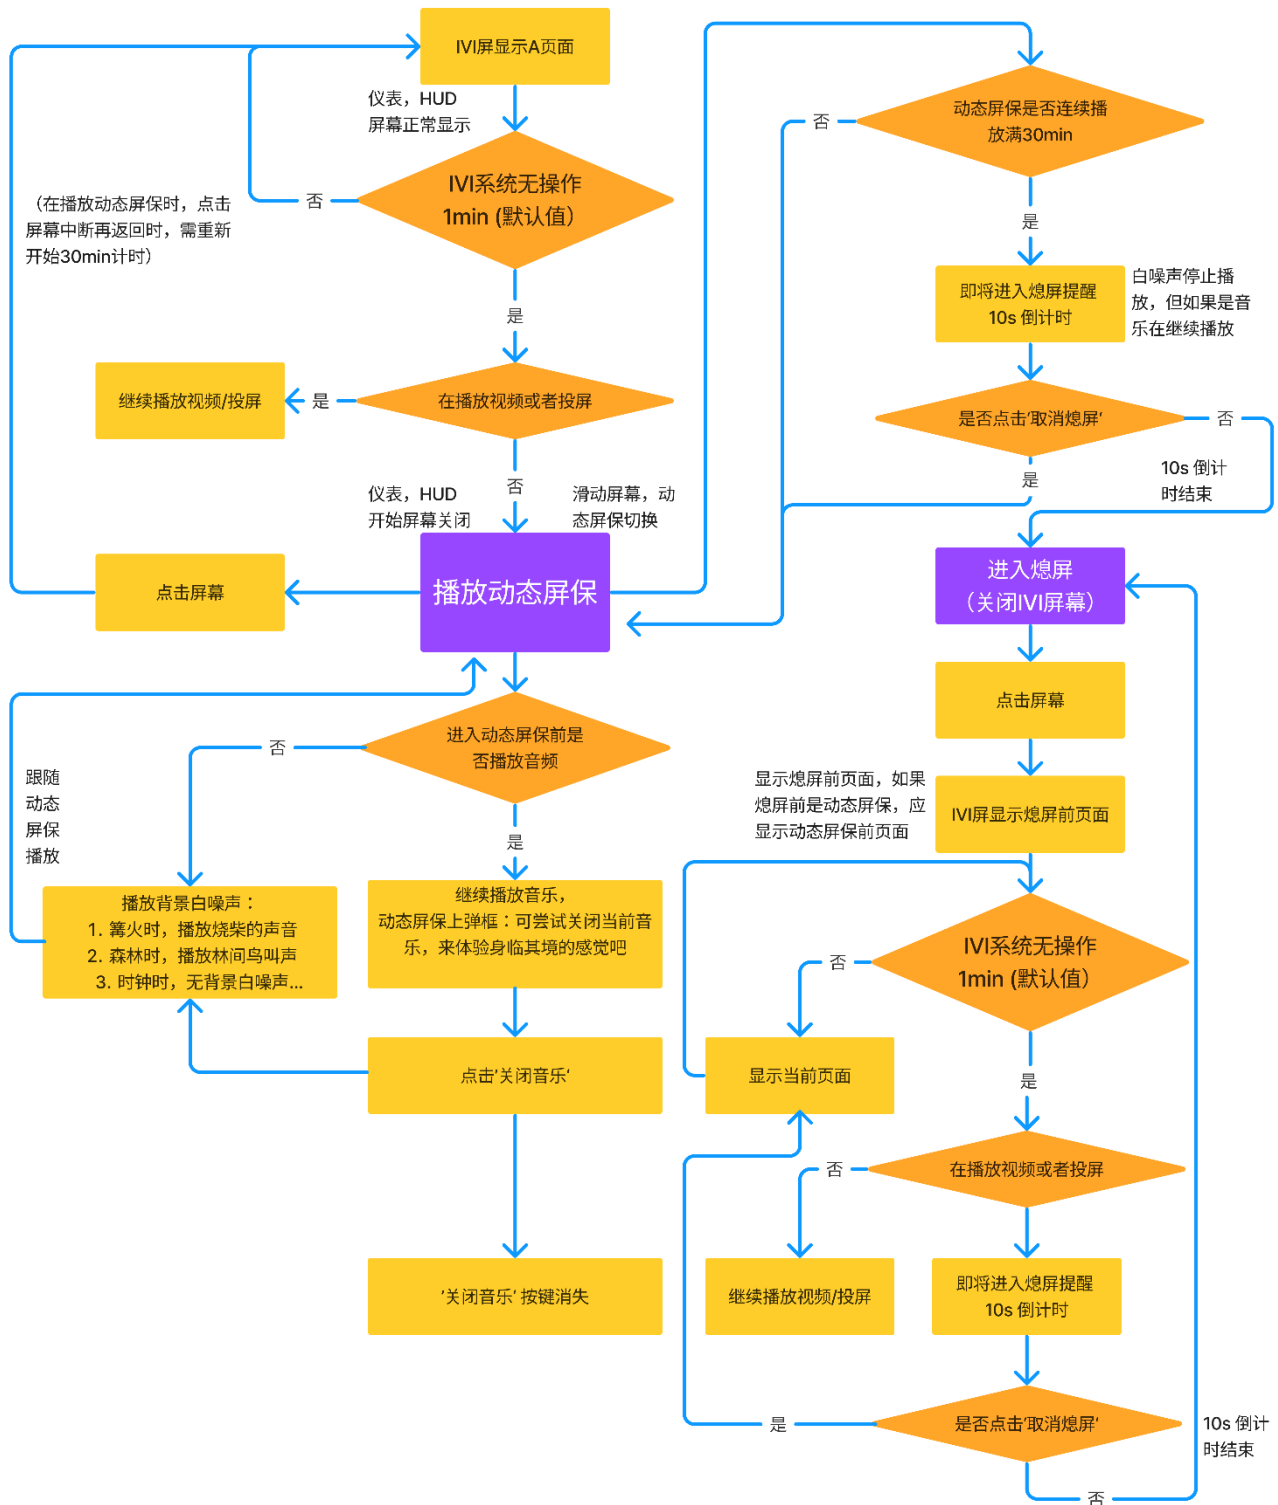 IVI屏显示A页面
仪表，HUD
屏幕正常显示
IVI系统无操作
1min (默认值）
否
（在播放动态屏保时，点击
屏幕中断再返回时，需重新
开始30min计时）
是
在播放视频或者投屏
是
继续播放视频/投屏
否
仪表，HUD
开始屏幕关闭
滑动屏幕，动
态屏保切换
播放动态屏保
点击屏幕
进入动态屏保前是
否播放音频
否
跟随
动态
屏保
播放
是
播放背景白噪声：
1. 篝火时，播放烧柴的声音
2. 森林时，播放林间鸟叫声
3. 时钟时，无背景白噪声...
继续播放音乐，
动态屏保上弹框：可尝试关闭当前音
乐，来体验身临其境的感觉吧
点击’关闭音乐‘
’关闭音乐‘ 按键消失
动态屏保是否连续播
放满30min
否
是
即将进入熄屏提醒
10s 倒计时
白噪声停止播
放，但如果是音
乐在继续播放
是否点击’取消熄屏‘
否
是
10s 倒计
时结束
进入熄屏
（关闭IVI屏幕）
点击屏幕
IVI屏显示熄屏前页面
显示熄屏前页面，如果
熄屏前是动态屏保，应
显示动态屏保前页面
IVI系统无操作
1min (默认值）
否
显示当前页面
是
在播放视频或者投屏
否
继续播放视频/投屏
即将进入熄屏提醒
10s 倒计时
是否点击’取消熄屏‘
是
10s 倒计
时结束
否